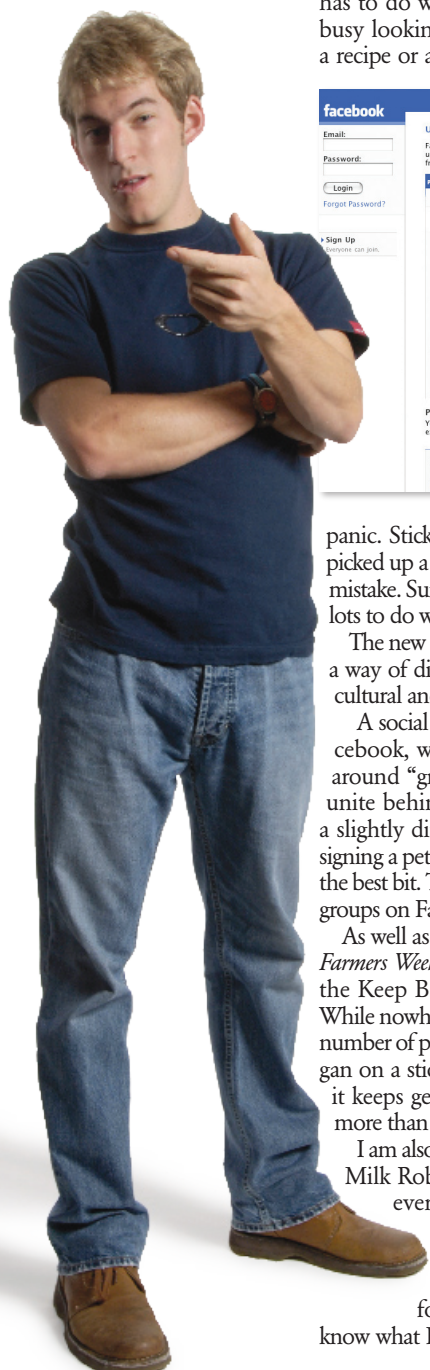 has to do w
busy lookin
a recipe or a
facebook
Email:
Password:
Login
Forgot Password?
Sign Up
Everyone can join.
panic. Stick
picked up a
mistake. Su
lots to do w
The new
a way of di
cultural an
A social
cebook, w
around “g
unite behin
a slightly di
signing a pet
the best bit. T
groups on Fa
As well as
Farmers Week
the Keep B
While nowh
number of p
gan on a stic
it keeps ge
more than
I am also
Milk Rob
ever
fo
know what I